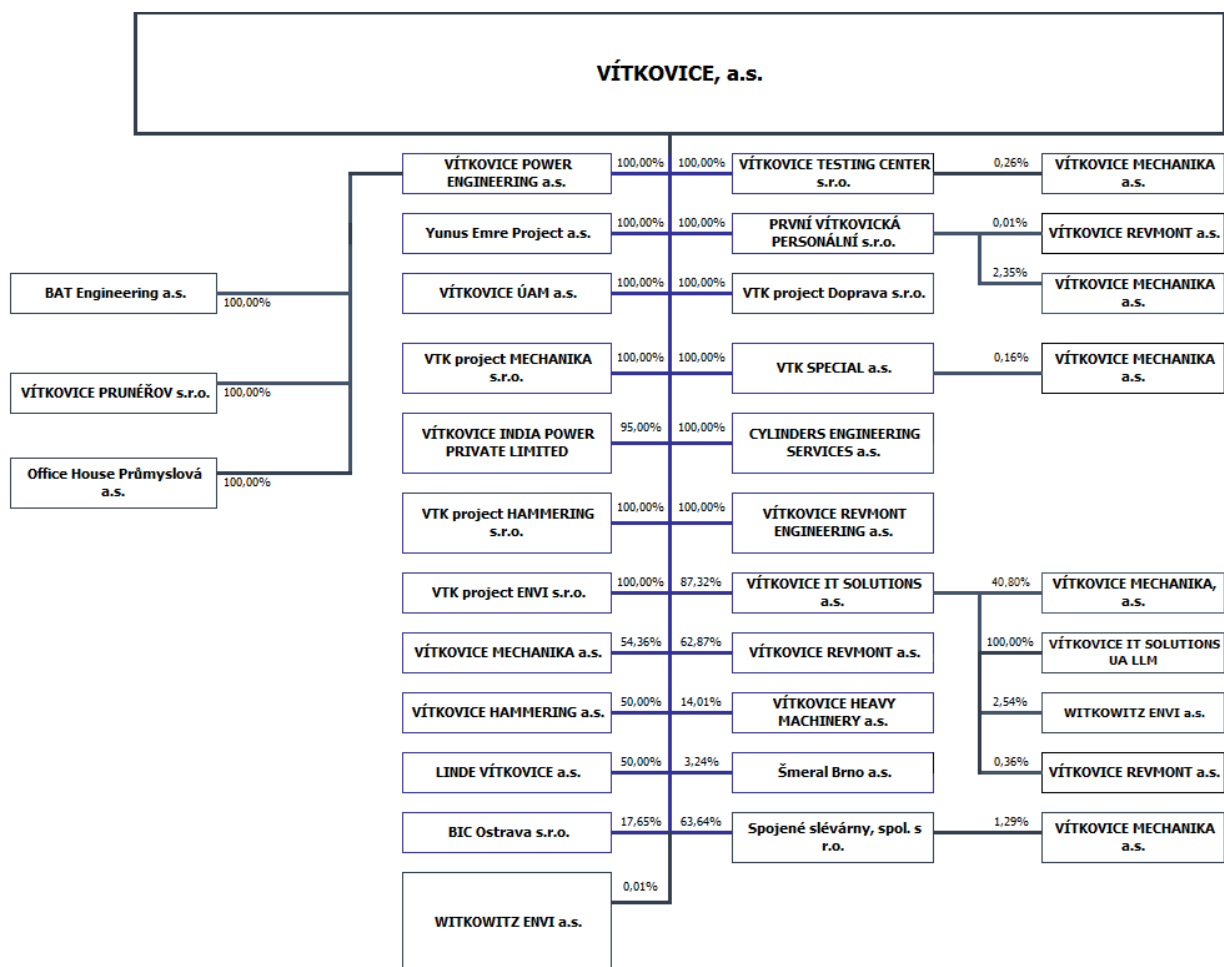 VÍTKOVICE, a.s.
VÍTKOVICE POWER
ENGINEERING a.s.
100,00%
100,00%
VÍTKOVICE TESTING CENTER
s.r.o.
0,26%
VÍTKOVICE MECHANIKA
a.s.
Yunus Emre Project a.s.
100,00%
100,00%
PRVNÍ VÍTKOVICKÁ
PERSONÁLNÍ s.r.o.
0,01%
VÍTKOVICE REVMONT a.s.
BAT Engineering a.s.
100,00%
VÍTKOVICE ÚAM a.s.
100,00%
100,00%
VTK project Doprava s.r.o.
2,35%
VÍTKOVICE MECHANIKA
a.s.
VÍTKOVICE PRUNÉŘOV s.r.o.
100,00%
VTK project MECHANIKA
s.r.o.
100,00%
100,00%
VTK SPECIAL a.s.
0,16%
VÍTKOVICE MECHANIKA
a.s.
Office House Průmyslová
a.s.
100,00%
VÍTKOVICE INDIA POWER
PRIVATE LIMITED
95,00%
100,00%
CYLINDERS ENGINEERING
SERVICES a.s.
VTK project HAMMERING
s.r.o.
100,00%
100,00%
VÍTKOVICE REVMONT
ENGINEERING a.s.
VTK project ENVI s.r.o.
100,00%
87,32%
VÍTKOVICE IT SOLUTIONS
a.s.
40,80%
VÍTKOVICE MECHANIKA,
a.s.
VÍTKOVICE MECHANIKA a.s.
54,36%
62,87%
VÍTKOVICE REVMONT a.s.
100,00%
VÍTKOVICE IT SOLUTIONS
UA LLM
VÍTKOVICE HAMMERING a.s.
50,00%
14,01%
VÍTKOVICE HEAVY
MACHINERY a.s.
2,54%
WITKOWITZ ENVI a.s.
LINDE VÍTKOVICE a.s.
50,00%
3,24%
Šmeral Brno a.s.
0,36%
VÍTKOVICE REVMONT a.s.
BIC Ostrava s.r.o.
17,65%
63,64%
Spojené slévárny, spol. s
r.o.
1,29%
VÍTKOVICE MECHANIKA
a.s.
WITKOWITZ ENVI a.s.
0,01%